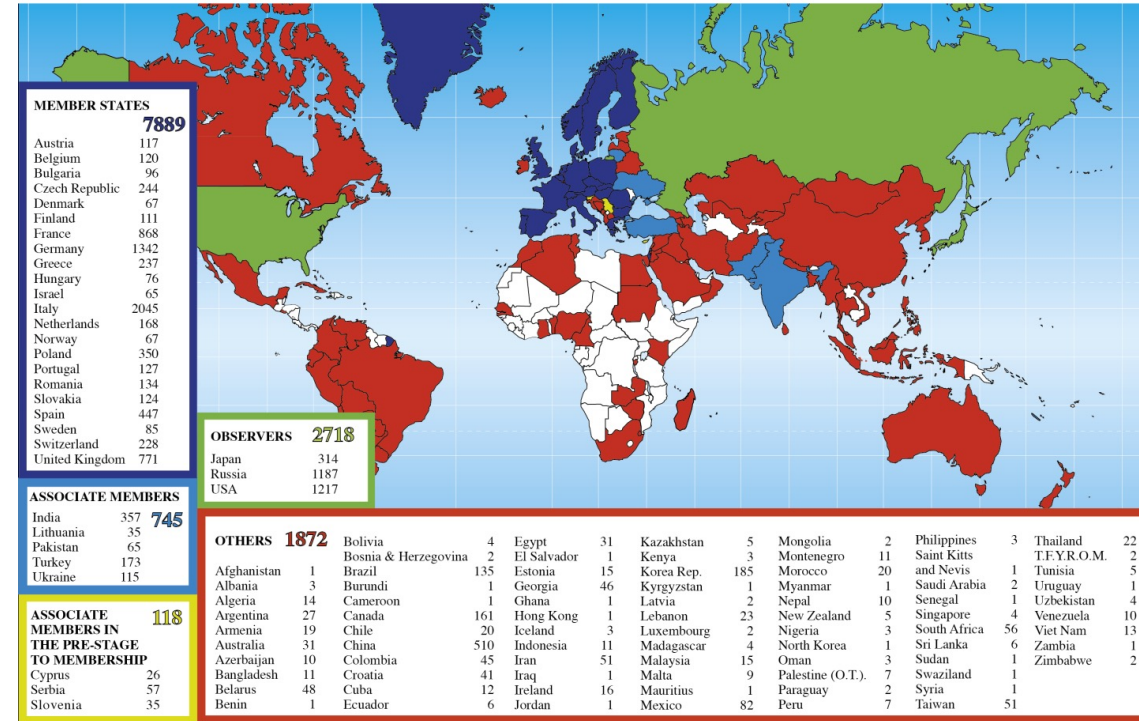 MEMBER STATES
7889
Austria 117
Belgium 120
Bulgaria 96
Czech Republic 244
Denmark 67
Finland 111
France 868
Germany 1342
Greece 237
Hungary 76
Israel 65
Italy 2045
Netherlands 168
Norway 67
Poland 350
Portugal 127
Romania 134
Slovakia 124
Spain 447
Sweden 85
Switzerland 228
United Kingdom 771
ASSOCIATE MEMBERS
745
India 357
Lithuania 35
Pakistan 65
Turkey 173
Ukraine 115
ASSOCIATE 118
MEMBERS IN
THE PRE-STAGE
TO MEMBERSHIP
Cyprus 26
Serbia 57
Slovenia 35
OBSERVERS 2718
Japan 314
Russia 1187
USA 1217
OTHERS 1872
Afghanistan 1
Albania 3
Algeria 14
Argentina 27
Armenia 19
Australia 31
Azerbaijan 10
Bangladesh 11
Belarus 48
Benin 1
Bolivia 4
Bosnia & Herzegovina 2
Brazil 135
Burundi 1
Cameroon 1
Canada 161
Chile 20
China 510
Colombia 45
Croatia 41
Cuba 12
Ecuador 6
Egypt 31
El Salvador 1
Estonia 15
Georgia 46
Ghana 1
Hong Kong 1
Iceland 3
Indonesia 11
Iran 51
Iraq 1
Ireland 16
Jordan 1
Kazakhstan 5
Kenya 3
Korea Rep. 185
Kyrgyzstan 1
Latvia 2
Lebanon 23
Luxembourg 2
Madagascar 4
Malaysia 15
Malta 9
Mauritius 1
Mexico 82
Mongolia 2
Montenegro 11
Morocco 20
Myanmar 1
Nepal 10
New Zealand 5
Nigeria 3
North Korea 1
Oman 3
Palestine (O.T.) 7
Paraguay 2
Peru 7
Philippines 3
Saint Kitts
and Nevis 1
Saudi Arabia 2
Senegal 1
Singapore 4
South Africa 56
Sri Lanka 6
Sudan 1
Swaziland 1
Syria 1
Taiwan 51
Thailand 22
T.F.Y.R.O.M. 2
Tunisia 5
Uruguay 1
Uzbekistan 4
Venezuela 10
Viet Nam 13
Zambia 1
Zimbabwe 2